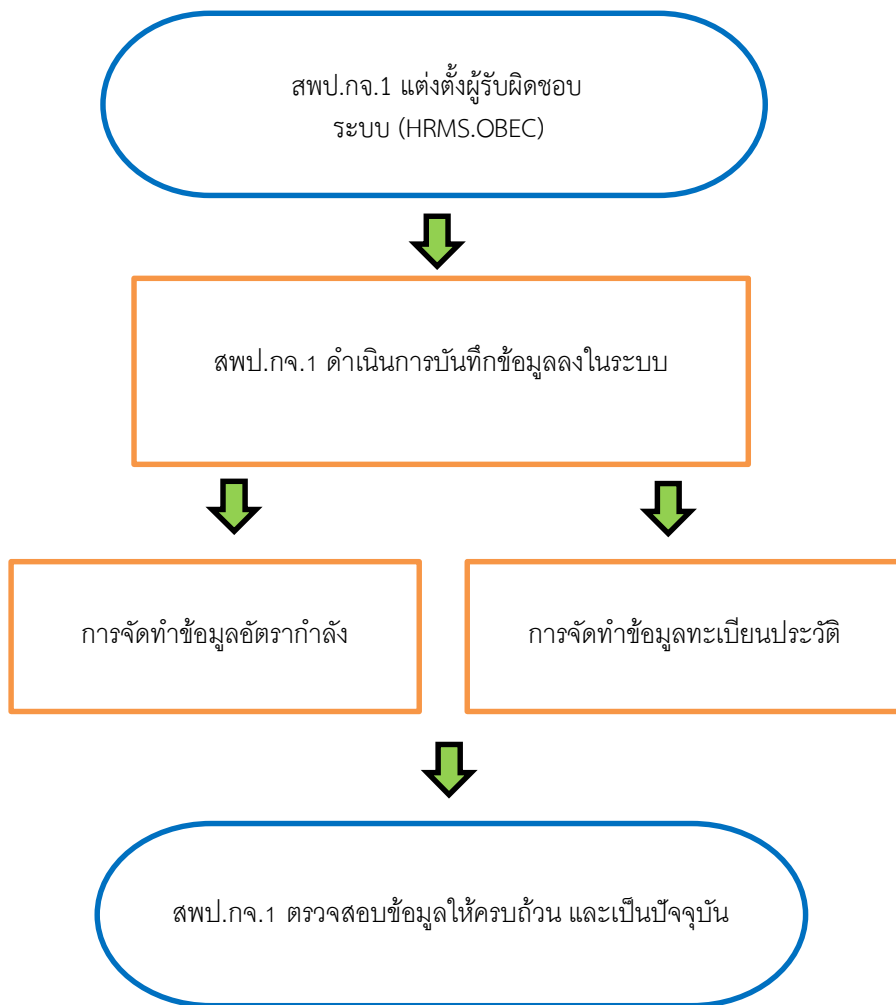 สพป.กจ.1 แต่งตั้งผู้รับผิดชอบ
ระบบ (HRMS.OBEC)
สพป.กจ.1 ดำเนินการบันทึกข้อมูลลงในระบบ
การจัดทำข้อมูลอัตรากำลัง
การจัดทำข้อมูลทะเบียนประวัติ
สพป.กจ.1 ตรวจสอบข้อมูลให้ครบถ้วน และเป็นปัจจุบัน